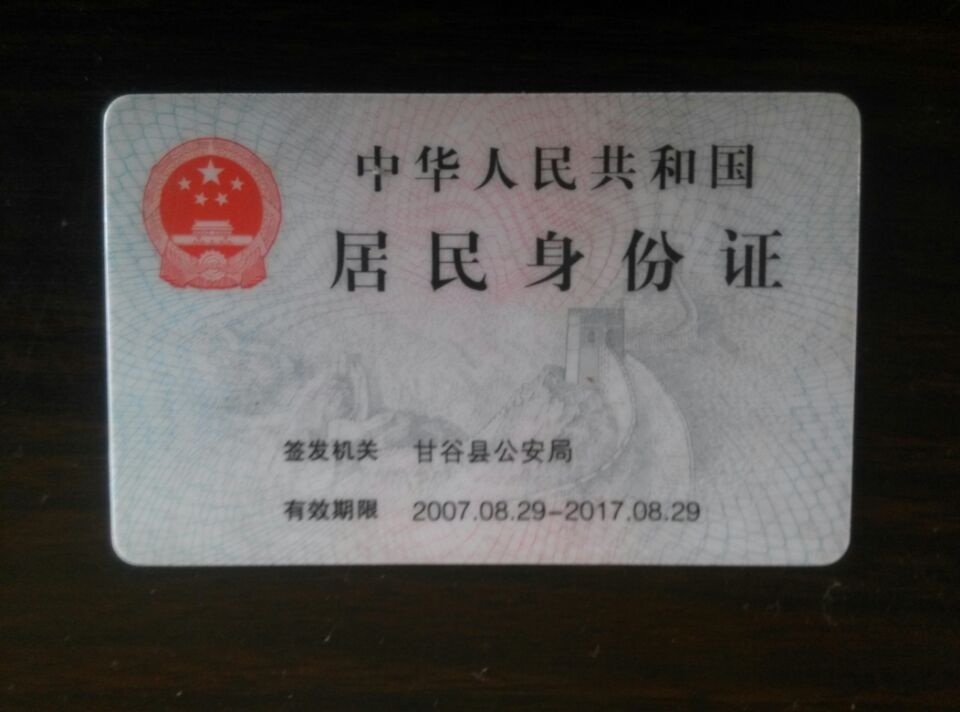 中华人民共和国
居民身份证
签发机关 甘谷县公安局
有效期限 2007.08.29-2017.08.29